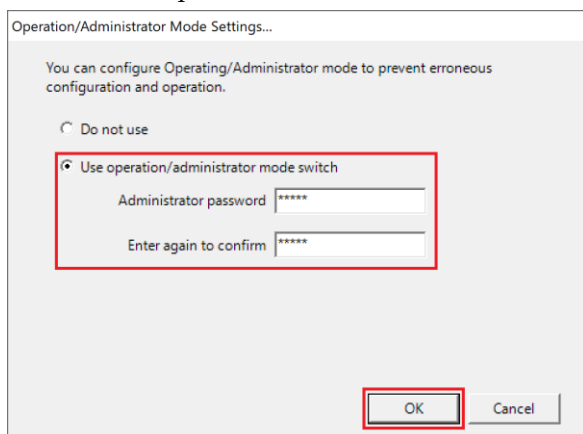 Operation/Administrator Mode Settings...
You can configure Operating/Administrator mode to prevent erroneous
configuration and operation.
Do not use
Use operation/administrator mode switch
Administrator password *****
Enter again to confirm *****
OK Cancel